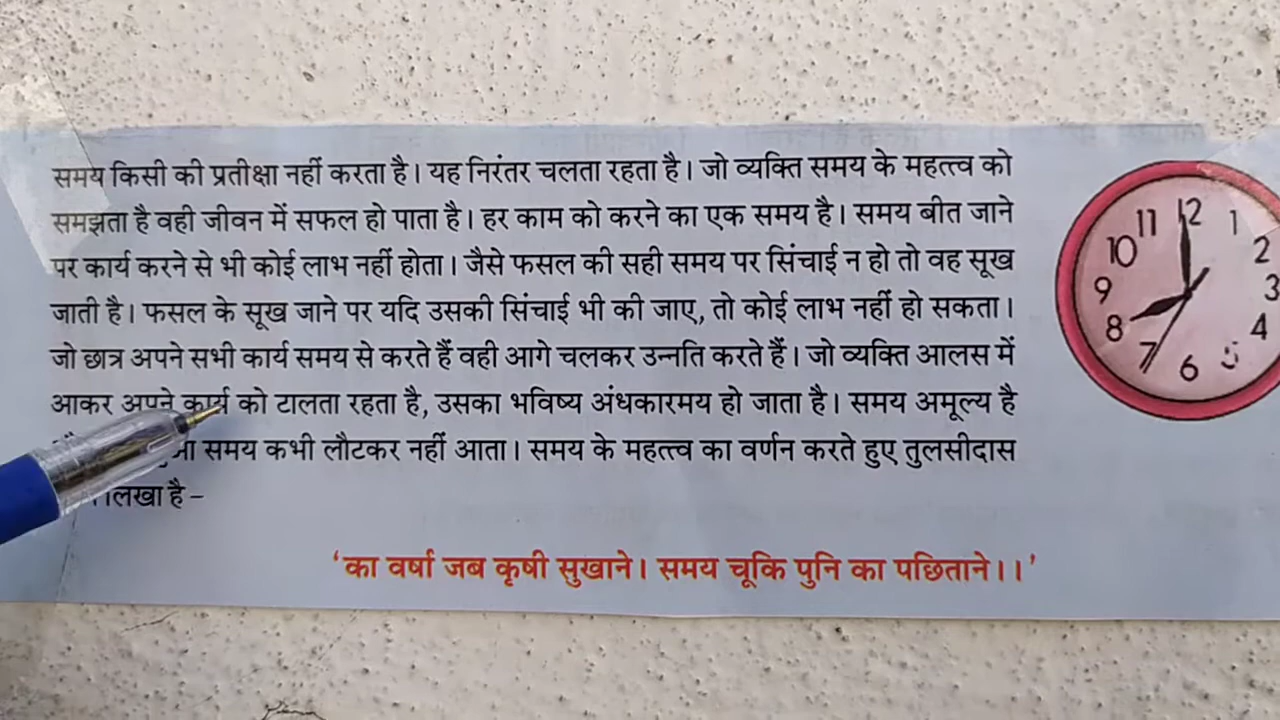 समय किसी की प्रतीक्षा नहीं करता है। यह निरंतर चलता रहता है। जो व्यक्ति समय के महत्त्व को
समझता है वही जीवन में सफल हो पाता है। हर काम को करने का एक समय है। समय बीत जाने
पर कार्य करने से भी कोई लाभ नहीं होता। जैसे फसल की सही समय पर सिंचाई न हो तो वह सूख
जाती है। फसल के सूख जाने पर यदि उसकी सिंचाई भी की जाए, तो कोई लाभ नहीं हो सकता।
जो छात्र अपने सभी कार्य समय से करते हैं वही आगे चलकर उन्नति करते हैं। जो व्यक्ति आलस में
आकर अपने कार्य को टालता रहता है, उसका भविष्य अंधकारमय हो जाता है। समय अमूल्य है
समय कभी लौटकर नहीं आता। समय के महत्त्व का वर्णन करते हुए तुलसीदास
लिखा है –
‘का वर्षा जब कृषी सुखाने। समय चूकि पुनि का पछिताने।।’
11 12 1
10 2
9 3
8 4
7 6 5